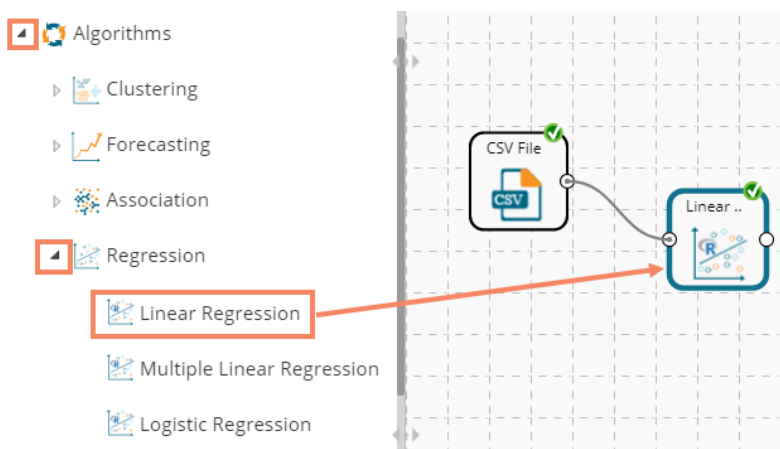 Algorithms
Clustering
Forecasting
Association
Regression
Linear Regression
Multiple Linear Regression
Logistic Regression
CSV File
CSV
Linear ..
R